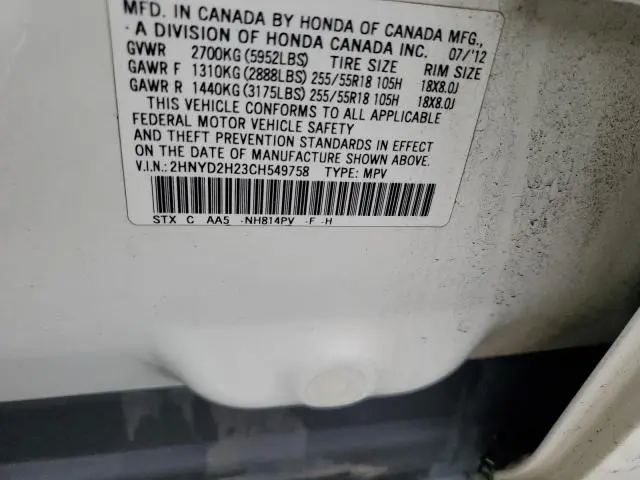 MFD. IN CANADA BY HONDA OF CANADA MFG.,
A DIVISION OF HONDA CANADA INC. 07/'12
GVWR 2700KG (5952LBS) TIRE SIZE RIM SIZE
GAWR F 1310KG (2888LBS) 255/55R18 105H 18X8.0J
GAWR R 1440KG (3175LBS) 255/55R18 105H 18X8.0J
THIS VEHICLE CONFORMS TO ALL APPLICABLE
FEDERAL MOTOR VEHICLE SAFETY
AND THEFT PREVENTION STANDARDS IN EFFECT
ON THE DATE OF MANUFACTURE SHOWN ABOVE.
V.I.N.: 2HNYD2H23CH549758 TYPE: MPV
STX C AA5 -NH814PV -F -H